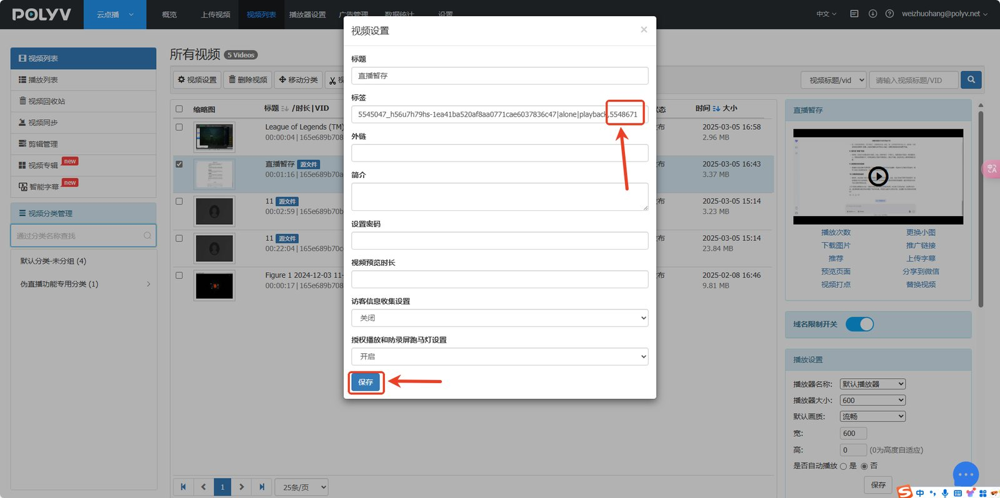 POLYV
云点播
概览
上传视频
视频列表
播放器设置
广告管理
数据统计
设置
中文
weizhuohang@polyv.net
视频列表
播放列表
视频回收站
视频同步
剪辑管理
视频专辑 new
智能字幕 new
视频分类管理
通过分类名称查找
默认分类-未分组 (4)
伪直播功能专用分类 (1)
所有视频 5 Videos
视频设置
删除视频
移动分类
视频标题/vid
请输入视频标题/VID
缩略图
标题 /时长|VID
时间 大小
League of Legends (TM)
00:00:04 | 165e689b708
布
2025-03-05 16:58
2.96 MB
直播暂存 源文件
00:01:16 | 165e689b70a
布
2025-03-05 16:43
3.37 MB
11 源文件
00:02:59 | 165e689b70b
布
2025-03-05 15:14
3.23 MB
11 源文件
00:22:04 | 165e689b70c
布
2025-03-05 15:14
23.84 MB
Figure 1 2024-12-03 11-
00:00:17 | 165e689b708
布
2025-02-08 16:46
9.81 MB
1
25条/页
视频设置
×
标题
直播暂存
标签
5545047_h56u7h79hs-1ea41ba520af8aa0771cae6037836c47|alone|playback,5548671
外链
简介
设置密码
视频预览时长
访客信息收集设置
关闭
授权播放和防录屏跑马灯设置
开启
保存
直播暂存
播放次数
更换小图
下载图片
推广链接
推荐
上传字幕
预览页面
分享到微信
视频打点
替换视频
域名限制开关
播放设置
播放器名称: 默认播放器
播放器大小: 600
默认画质: 流畅
宽: 600
高: 0 (0为高度自适应)
是否自动播放 是 否
保存
中